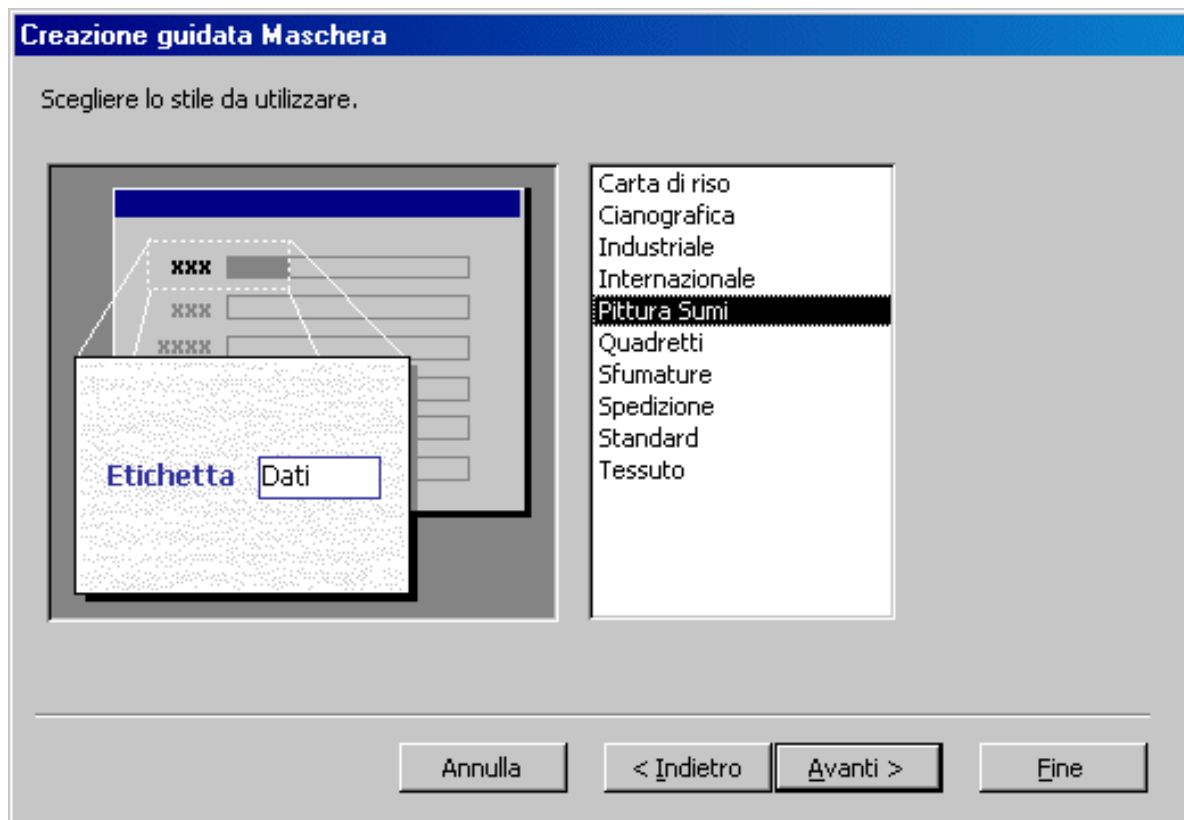 Creazione guidata Maschera
Scegliere lo stile da utilizzare.
xxx
xxx
xxxx
Etichetta Dati
Carta di riso
Cianografica
Industriale
Internazionale
Pittura Sumi
Quadretti
Sfumature
Spedizione
Standard
Tessuto
Annulla < Indietro Avanti > Fine